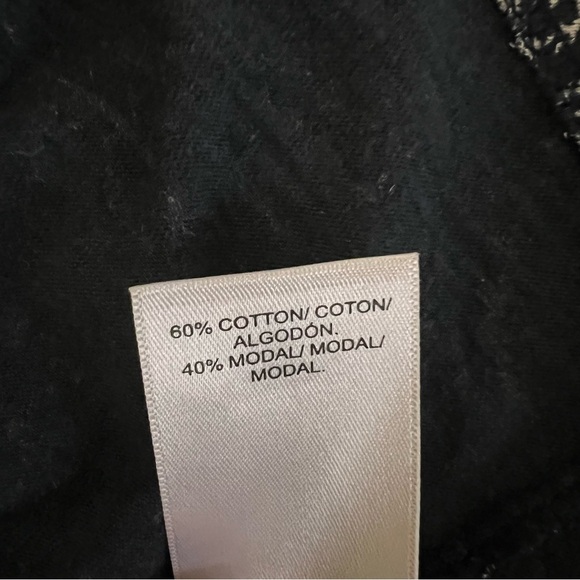 60% COTTON/ COTON/
ALGODÓN.
40% MODAL/ MODAL/
MODAL.